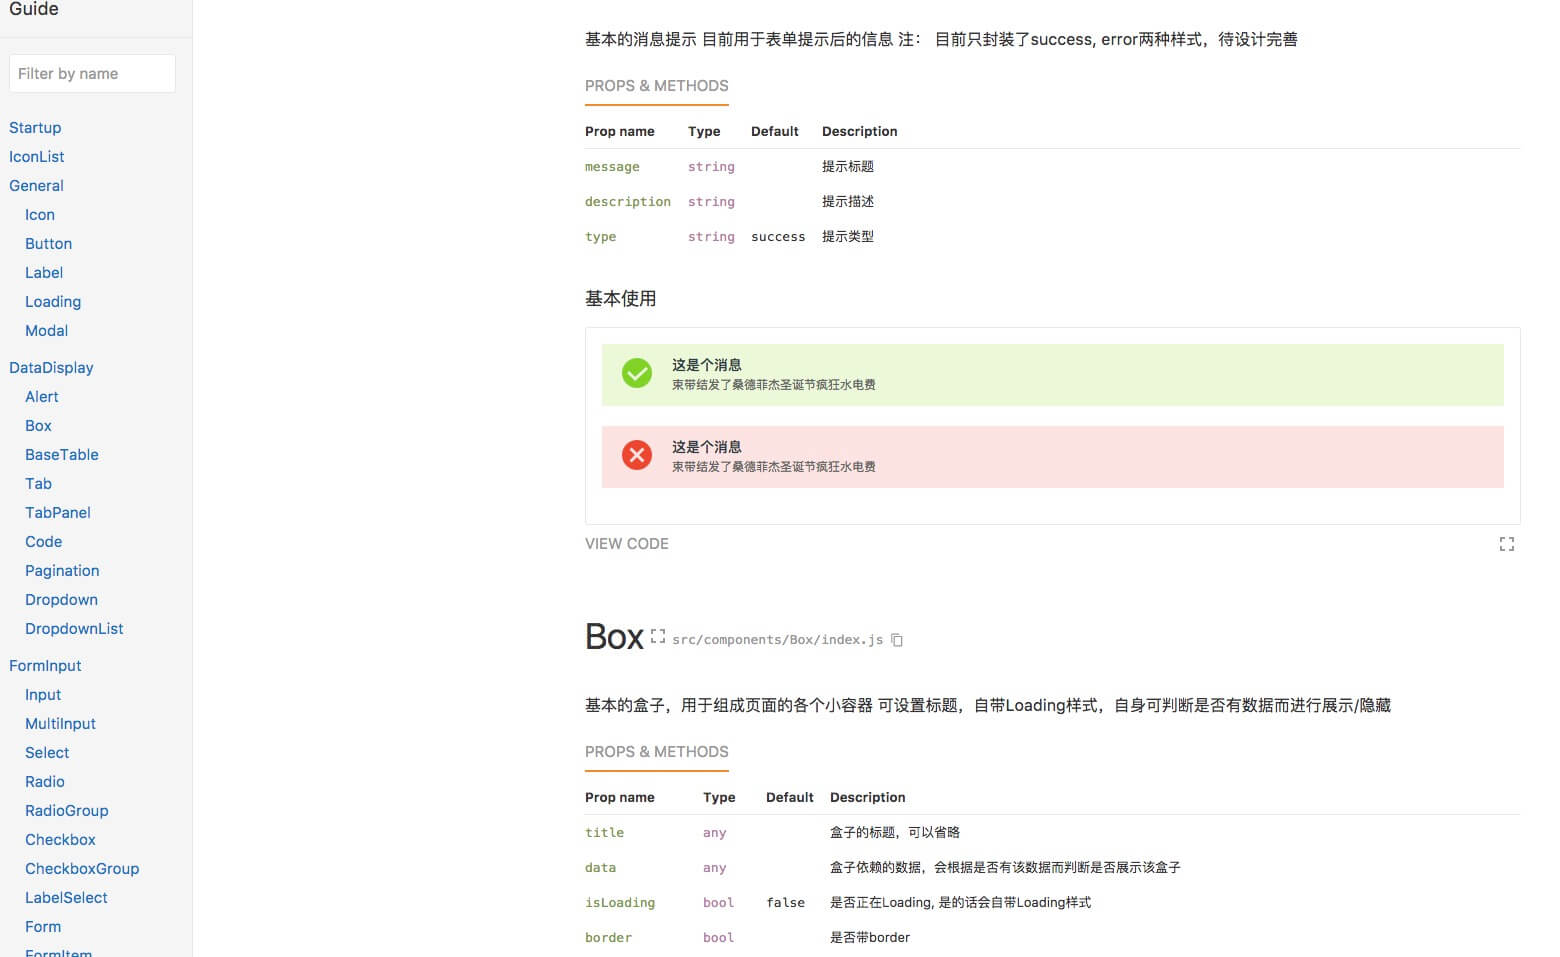 Guide
Filter by name
Startup
IconList
General
Icon
Button
Label
Loading
Modal
DataDisplay
Alert
Box
BaseTable
Tab
TabPanel
Code
Pagination
Dropdown
DropdownList
FormInput
Input
MultiInput
Select
Radio
RadioGroup
Checkbox
CheckboxGroup
LabelSelect
Form
FormItem
基本的消息提示 目前用于表单提示后的信息 注： 目前只封装了success, error两种样式，待设计完善
PROPS & METHODS
Prop name Type Default Description
message string 提示标题
description string 提示描述
type string success 提示类型
基本使用
这是个消息
束带结发了桑德菲杰圣诞节疯狂水电费
这是个消息
束带结发了桑德菲杰圣诞节疯狂水电费
VIEW CODE
Box src/components/Box/index.js
基本的盒子，用于组成页面的各个小容器 可设置标题，自带Loading样式，自身可判断是否有数据而进行展示/隐藏
PROPS & METHODS
Prop name Type Default Description
title any 盒子的标题，可以省略
data any 盒子依赖的数据，会根据是否有该数据而判断是否展示该盒子
isLoading bool false 是否正在Loading, 是的话会自带Loading样式
border bool 是否带border